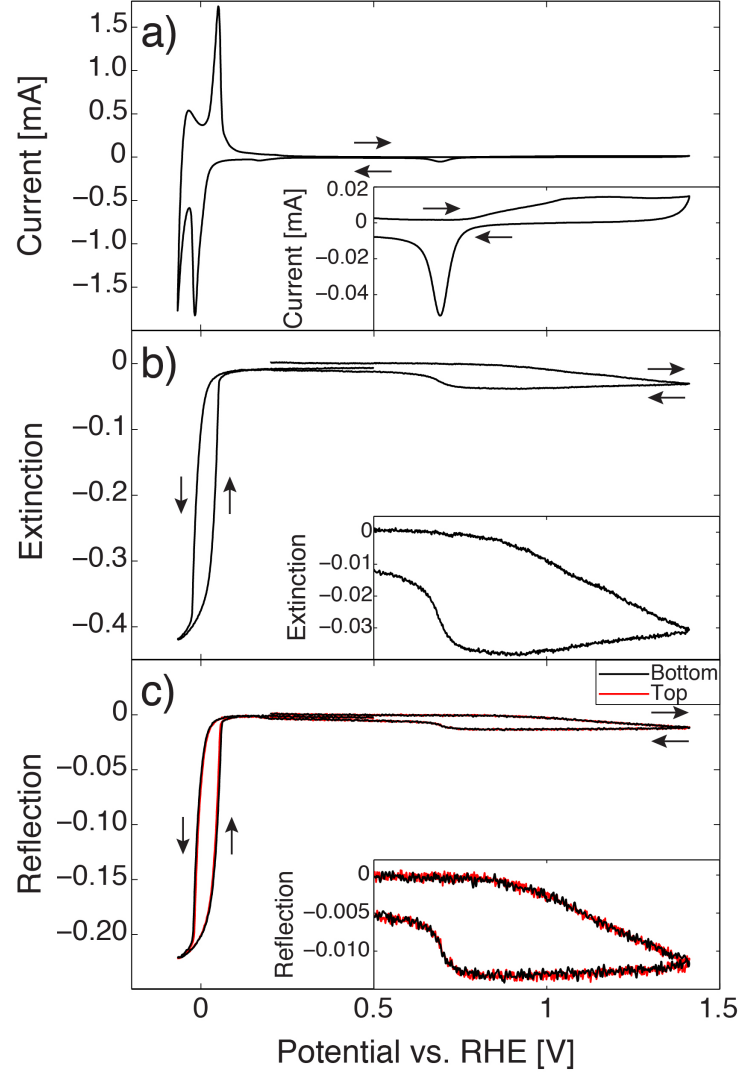 a)
1.5
1.0
0.5
0
−0.5
−1.0
−1.5
Current [mA]
0.02
0
−0.02
−0.04
Current [mA]
b)
0
−0.1
−0.2
−0.3
−0.4
Extinction
0
−0.01
−0.02
−0.03
Extinction
c)
Bottom
Top
0
−0.05
−0.10
−0.15
−0.20
Reflection
0
−0.005
−0.010
Reflection
0 0.5 1 1.5
Potential vs. RHE [V]